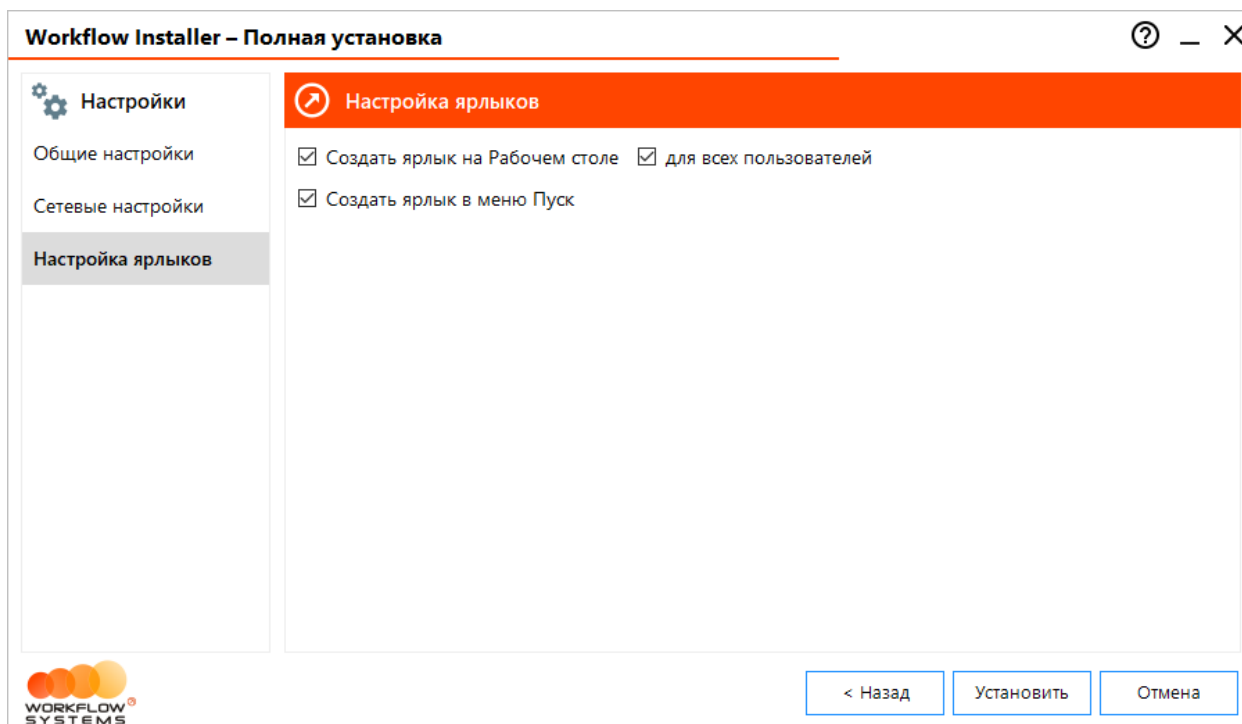 Workflow Installer – Полная установка
Настройки
Общие настройки
Сетевые настройки
Настройка ярлыков
Настройка ярлыков
Создать ярлык на Рабочем столе для всех пользователей
Создать ярлык в меню Пуск
WORKFLOW®
SYSTEMS
< Назад Установить Отмена